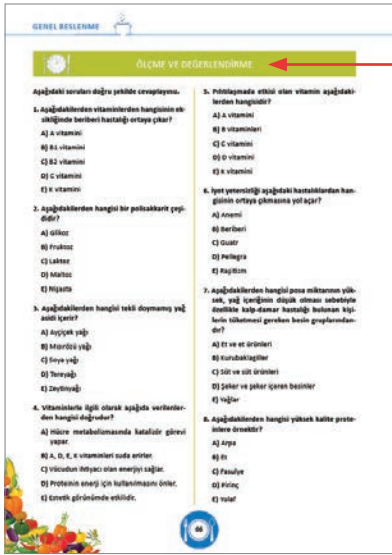 GENEL BESLENME
ÖLÇME VE DEĞERLENDİRME
Aşağıdaki soruları doğru şekilde cevaplayınız.
1. Aşağıdakilerden vitaminlerden hangisinin ek-
sikliğinde beriberi hastalığı ortaya çıkar?
A) A vitamini
B) B1 vitamini
C) B2 vitamini
D) C vitamini
E) K vitamini
2. Aşağıdakilerden hangisi bir polisakkarit çeşi-
didir?
A) Glikoz
B) Fruktoz
C) Laktoz
D) Maltoz
E) Nişasta
3. Aşağıdakilerden hangisi tekli doymamış yağ
asidi içerir?
A) Ayçiçek yağı
B) Mısırözü yağı
C) Soya yağı
D) Tereyağı
E) Zeytinyağı
4. Vitaminlerle ilgili olarak aşağıda verilenler-
den hangisi doğrudur?
A) Hücre metabolizmasında katalizör görevi
yapar.
B) A, D, E, K vitaminleri suda erirler.
C) Vücudun ihtiyacı olan enerjiyi sağlar.
D) Proteinin enerji için kullanılmasını önler.
E) Estetik görünümde etkilidir.
5. Pıhtılaşmada etkisi olan vitamin aşağıdaki-
lerden hangisidir?
A) A vitamini
B) B vitaminleri
C) C vitamini
D) D vitamini
E) K vitamini
6. İyot yetersizliği aşağıdaki hastalıklardan han-
gisinin ortaya çıkmasına yol açar?
A) Anemi
B) Beriberi
C) Guatr
D) Pellegra
E) Raşitizm
7. Aşağıdakilerden hangisi posa miktarının yük-
sek, yağ içeriğinin düşük olması sebebiyle
özellikle kalp-damar hastalığı bulunan kişi-
lerin tüketmesi gereken besin gruplarından-
dır?
A) Et ve et ürünleri
B) Kurubaklagiller
C) Süt ve süt ürünleri
D) Şeker ve şeker içeren besinler
E) Yağlar
8. Aşağıdakilerden hangisi yüksek kalite prote-
inlere örnektir?
A) Arpa
B) Et
C) Fasulye
D) Pirinç
E) Yulaf
66